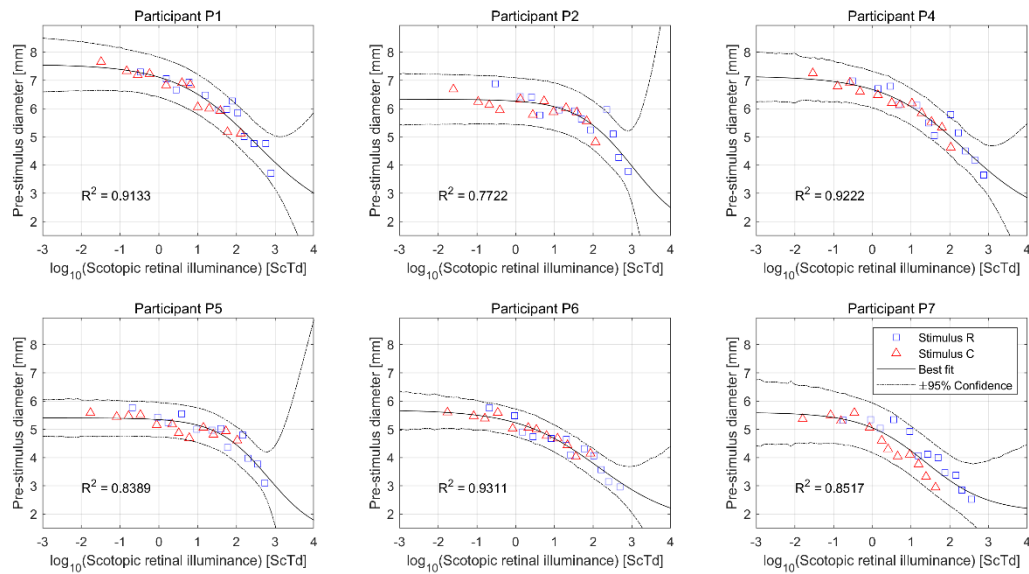 Participant P1
Pre-stimulus diameter [mm]
8
7
6
5
4
3
2
R² = 0.9133
-3 -2 -1 0 1 2 3 4
log₁₀(Scotopic retinal illuminance) [ScTd]
Participant P2
Pre-stimulus diameter [mm]
8
7
6
5
4
3
2
R² = 0.7722
-3 -2 -1 0 1 2 3 4
log₁₀(Scotopic retinal illuminance) [ScTd]
Participant P4
Pre-stimulus diameter [mm]
8
7
6
5
4
3
2
R² = 0.9222
-3 -2 -1 0 1 2 3 4
log₁₀(Scotopic retinal illuminance) [ScTd]
Participant P5
Pre-stimulus diameter [mm]
8
7
6
5
4
3
2
R² = 0.8389
-3 -2 -1 0 1 2 3 4
log₁₀(Scotopic retinal illuminance) [ScTd]
Participant P6
Pre-stimulus diameter [mm]
8
7
6
5
4
3
2
R² = 0.9311
-3 -2 -1 0 1 2 3 4
log₁₀(Scotopic retinal illuminance) [ScTd]
Participant P7
Pre-stimulus diameter [mm]
8
7
6
5
4
3
2
Stimulus R
Stimulus C
Best fit
±95% Confidence
R² = 0.8517
-3 -2 -1 0 1 2 3 4
log₁₀(Scotopic retinal illuminance) [ScTd]